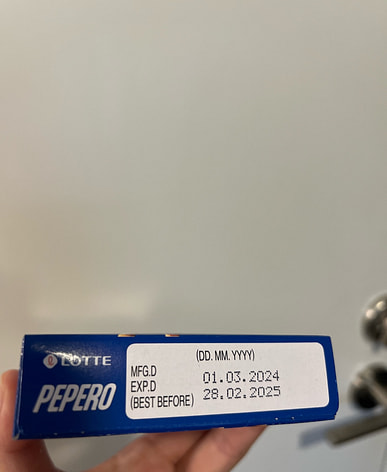 LOTTE
PEPERO
(DD. MM. YYYY)
MFG.D 01.03.2024
EXP.D 28.02.2025
(BEST BEFORE)